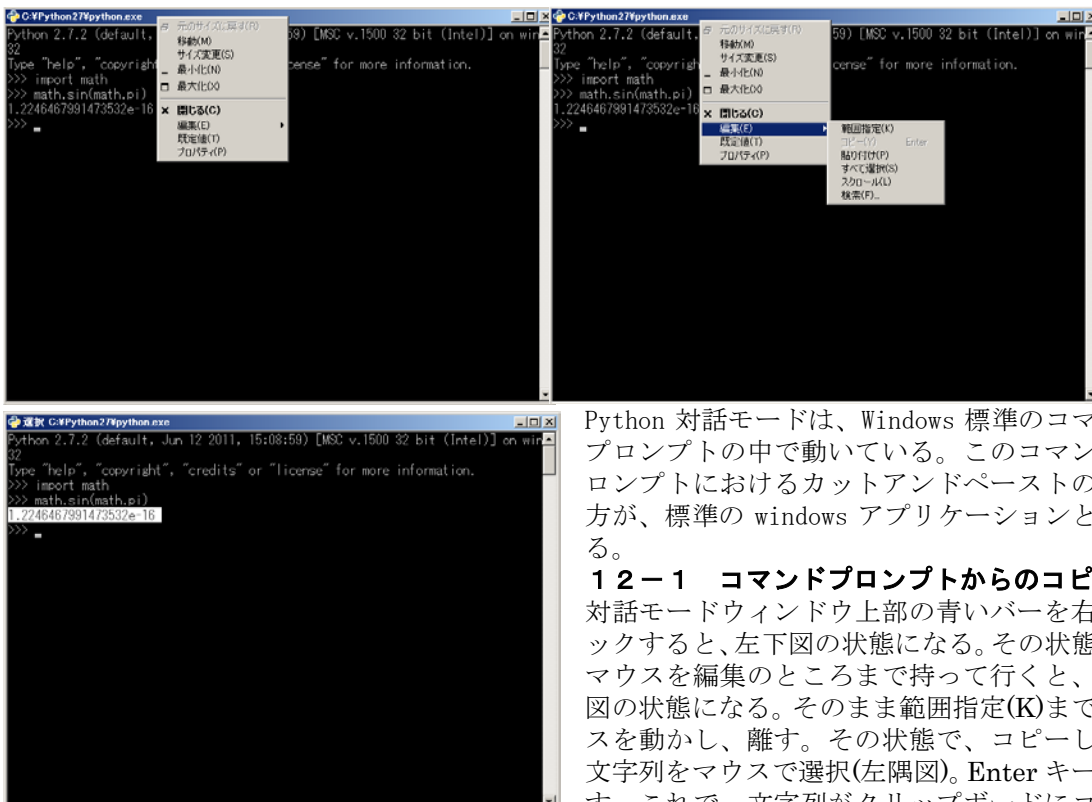 C:¥Python27¥python.exe
Python 2.7.2 (default,
59) [MSC v.1500 32 bit (Intel)] on win
32
Type "help", "copyright
cense" for more information.
>>> import math
>>> math.sin(math.pi)
1.2246467991473532e-16
>>>
元のサイズに戻す(R)
移動(M)
サイズ変更(S)
最小化(N)
最大化(X)
閉じる(C)
編集(E)
既定値(T)
プロパティ(P)
C:¥Python27¥python.exe
Python 2.7.2 (default,
59) [MSC v.1500 32 bit (Intel)] on win
32
Type "help", "copyrigh
cense" for more information.
>>> import math
>>> math.sin(math.pi)
1.2246467991473532e-16
>>>
元のサイズに戻す(R)
移動(M)
サイズ変更(S)
最小化(N)
最大化(X)
閉じる(C)
編集(E)
既定値(T)
プロパティ(P)
範囲指定(K)
コピー(Y) Enter
貼り付け(P)
すべて選択(S)
スクロール(L)
検索(F)...
選択 C:¥Python27¥python.exe
Python 2.7.2 (default, Jun 12 2011, 15:08:59) [MSC v.1500 32 bit (Intel)] on win
32
Type "help", "copyright", "credits" or "license" for more information.
>>> import math
>>> math.sin(math.pi)
1.2246467991473532e-16
>>>
Python 対話モードは、Windows 標準のコマ
プロンプトの中で動いている。このコマン
ロンプトにおけるカットアンドペーストの
方が、標準の windows アプリケーションと
る。
12-1 コマンドプロンプトからのコピ
対話モードウィンドウ上部の青いバーを右
ックすると、左下図の状態になる。その状態
マウスを編集のところまで持って行くと、
図の状態になる。そのまま範囲指定(K)まで
スを動かし、離す。その状態で、コピーし
文字列をマウスで選択(左隅図)。Enter キー
す。これで、文字列がクリップボードにコ